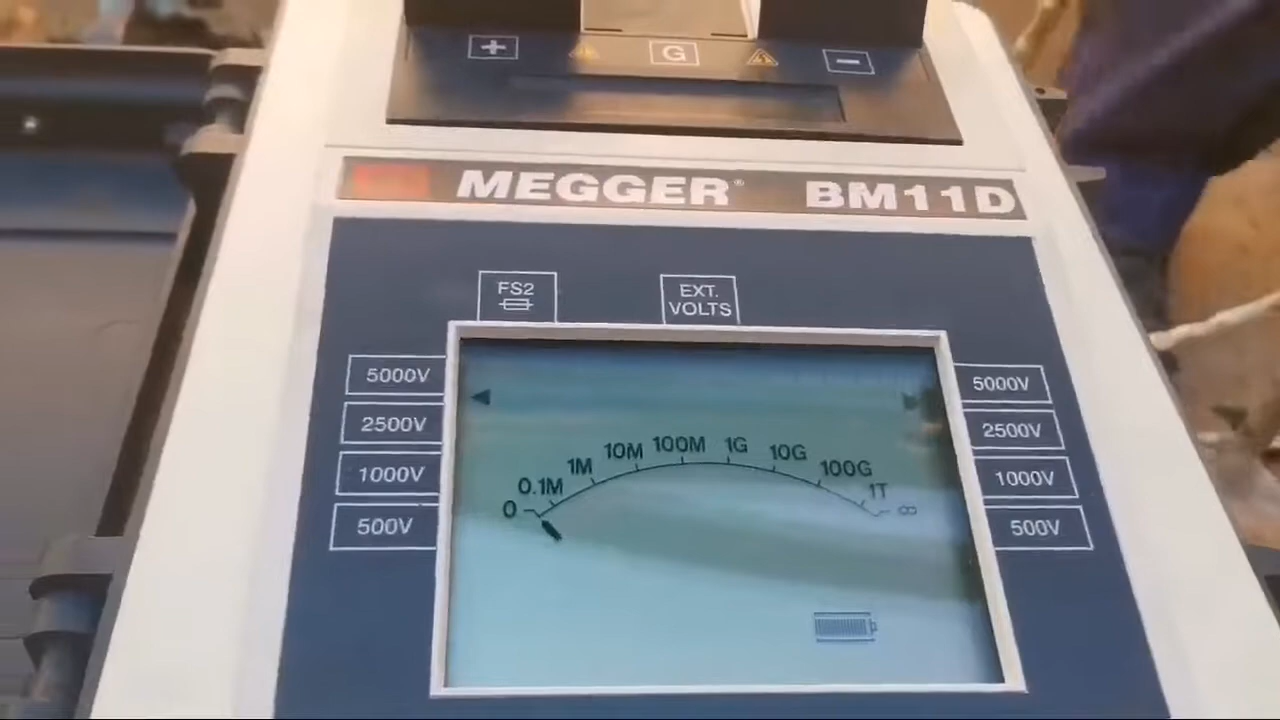 + G −
MEGGER® BM11D
FS2
EXT.
VOLTS
5000V
2500V
1000V
500V
5000V
2500V
1000V
500V
0 0.1M 1M 10M 100M 1G 10G 100G 1T ∞